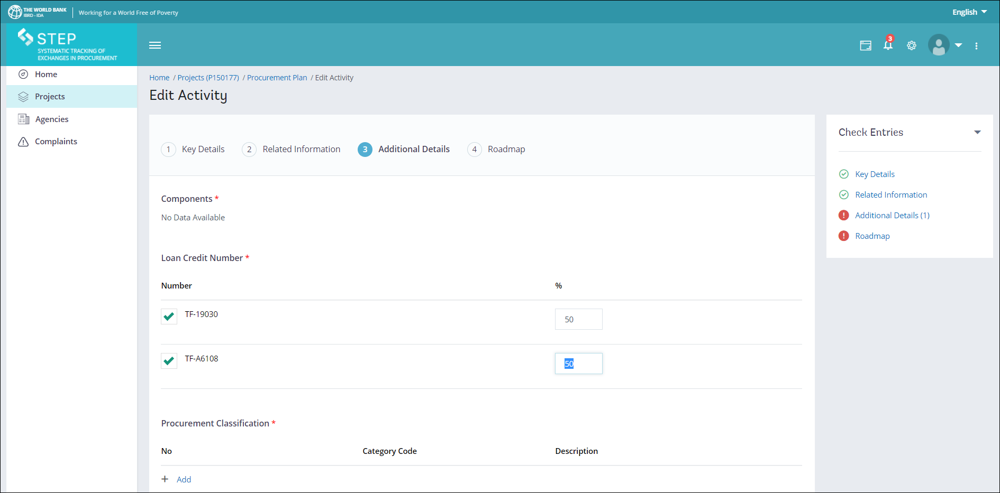 THE WORLD BANK
IBRD - IDA
Working for a World Free of Poverty
English
STEP
SYSTEMATIC TRACKING OF
EXCHANGES IN PROCUREMENT
3
Home
Projects
Agencies
Complaints
Home / Projects (P150177) / Procurement Plan / Edit Activity
Edit Activity
1 Key Details 2 Related Information 3 Additional Details 4 Roadmap
Components *
No Data Available
Loan Credit Number *
Number %
TF-19030 50
TF-A6108 50
Procurement Classification *
No Category Code Description
+ Add
Check Entries
Key Details
Related Information
! Additional Details (1)
! Roadmap